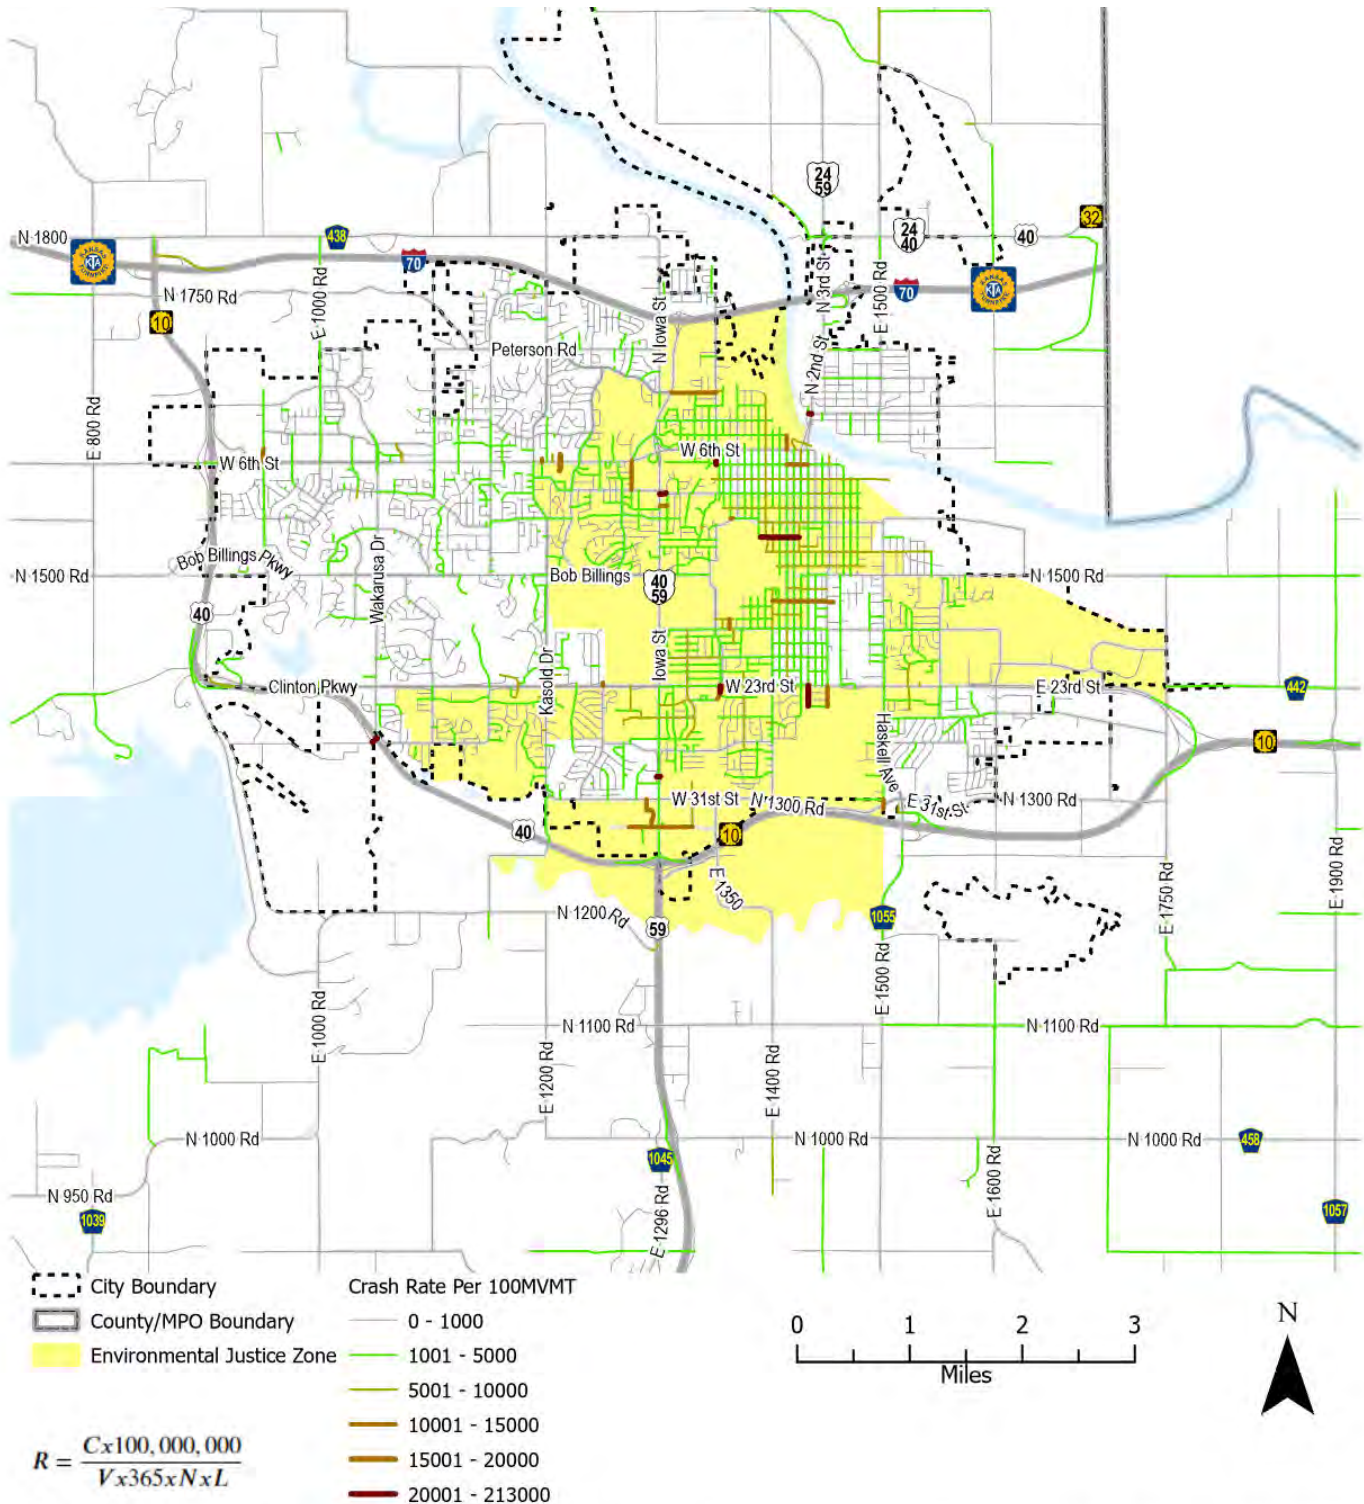 24
59
32
24
40
40
N 1800
KANSAS
KTA
TURNPIKE
438
70
N 1750 Rd
E 1000 Rd
10
N Iowa St
N 3rd St
E 1500 Rd
70
KANSAS
KTA
TURNPIKE
Peterson Rd
N 2nd St
E 800 Rd
W 6th St
W 6th St
Bob Billings Pkwy
N 1500 Rd
Wakarusa Dr
Bob Billings
40
59
N 1500 Rd
40
Kasold Dr
Iowa St
Clinton Pkwy
W 23rd St
E 23rd St
442
Haskell Ave
10
W 31st St
N 1300 Rd
E 31st St
N 1300 Rd
40
10
E 1350
E 1750 Rd
E 1900 Rd
N 1200 Rd
59
1055
E 1500 Rd
E 1000 Rd
N 1100 Rd
N 1100 Rd
E 1200 Rd
E 1400 Rd
N 1000 Rd
N 1000 Rd
N 1000 Rd
458
1045
E 1600 Rd
N 950 Rd
1039
E 1296 Rd
1057
City Boundary
County/MPO Boundary
Environmental Justice Zone
Crash Rate Per 100MVMT
0 - 1000
1001 - 5000
5001 - 10000
10001 - 15000
15001 - 20000
20001 - 213000
0 1 2 3
Miles
N
R = Cx100,000,000
Vx365xNxL